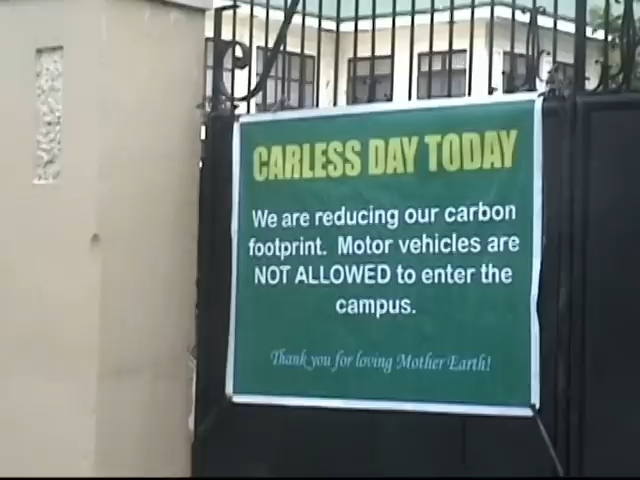 CARLESS DAY TODAY
We are reducing our carbon
footprint. Motor vehicles are
NOT ALLOWED to enter the
campus.
Thank you for loving Mother Earth!